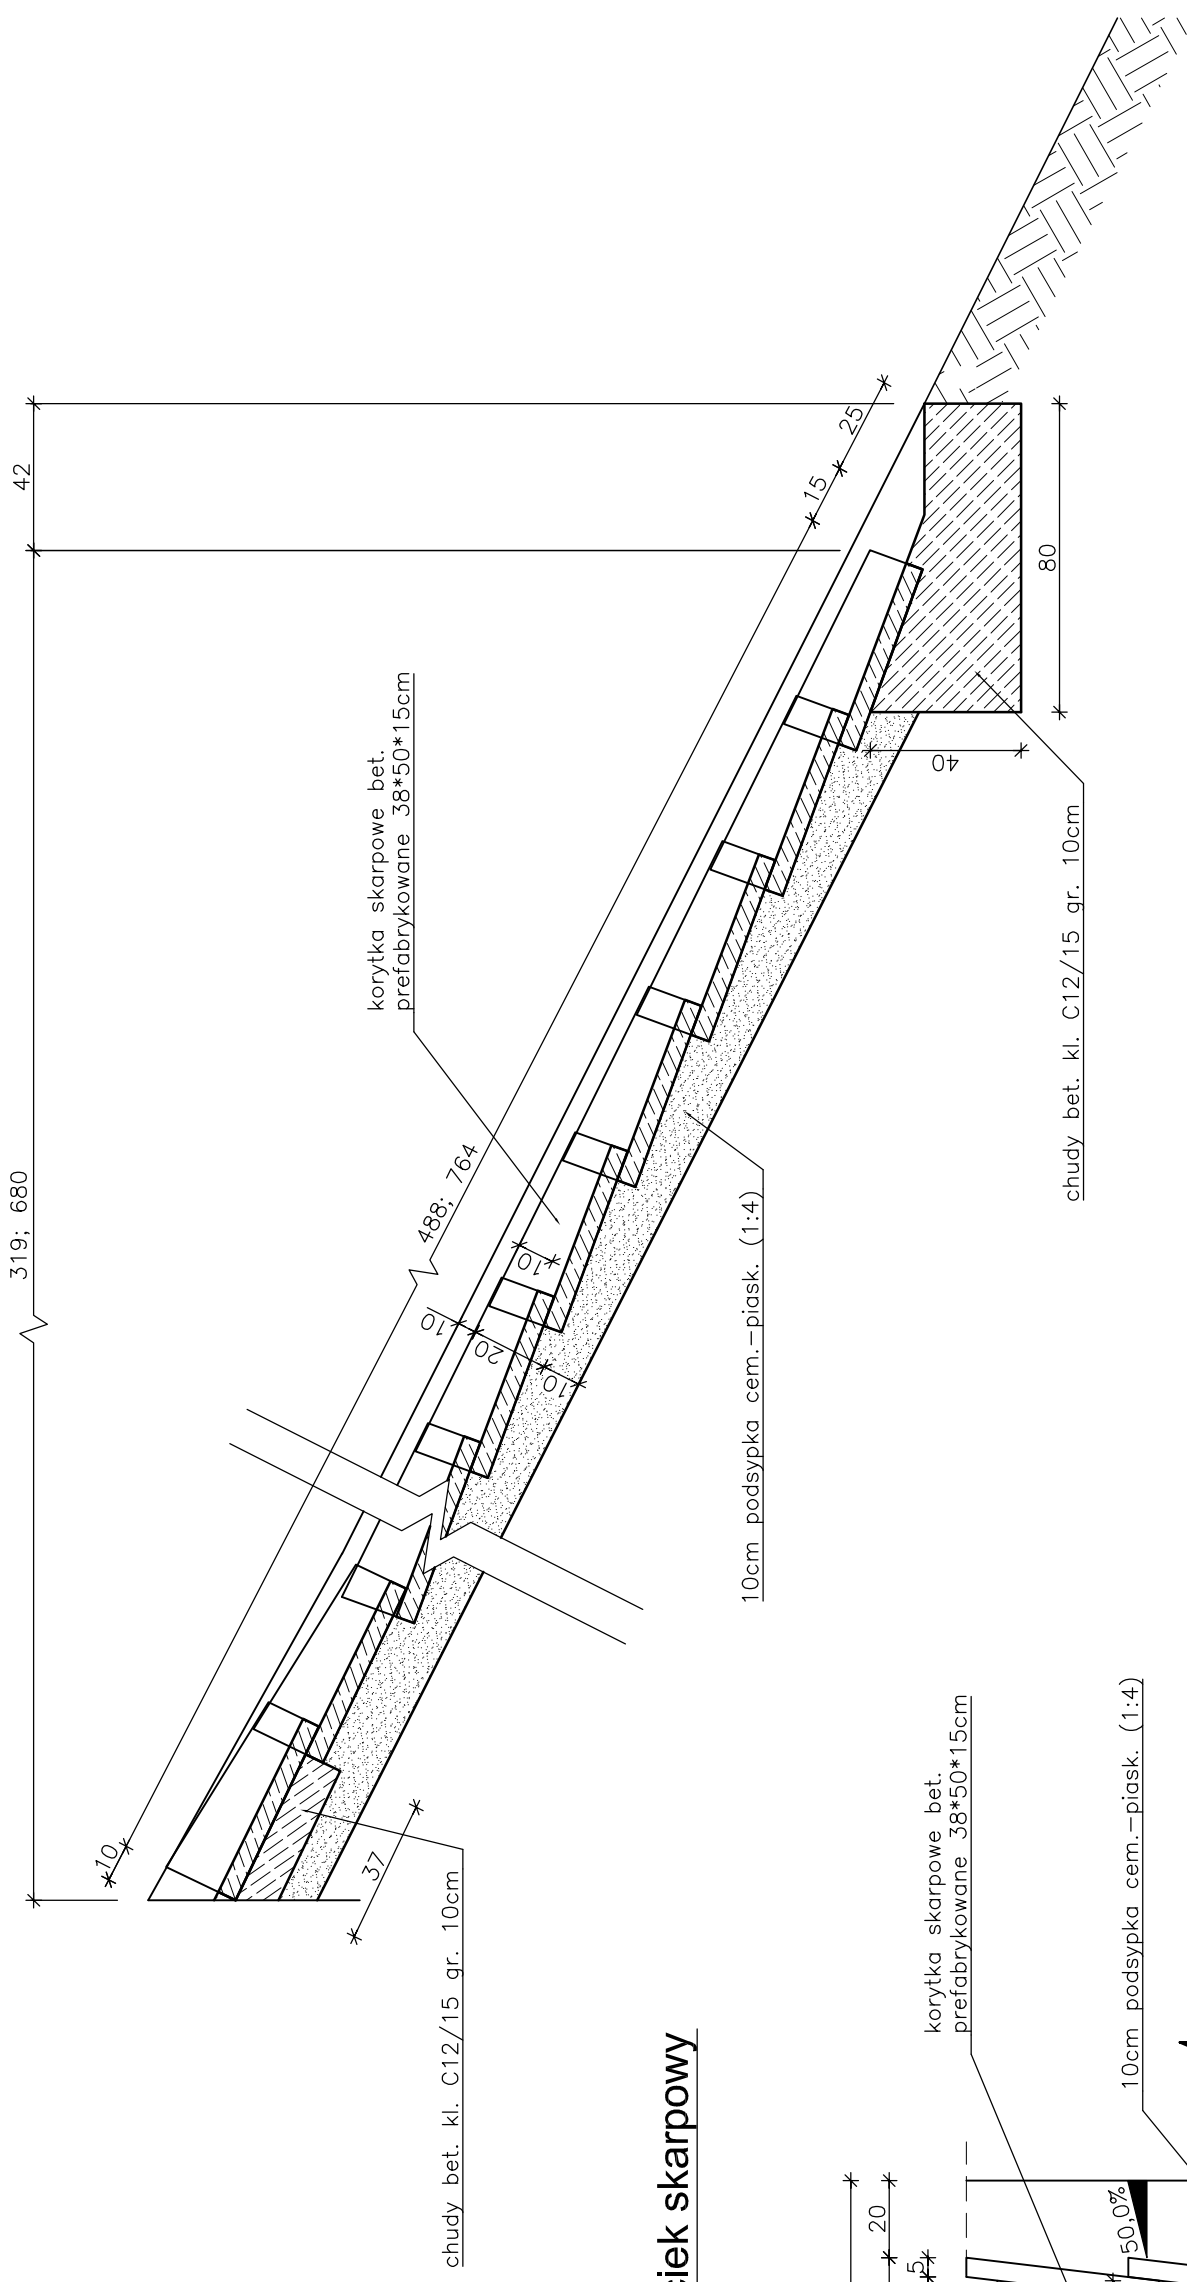 319; 680
42
korytka skarpowe bet.
prefabrykowane 38*50*15cm
488; 764
15
25
10
10
20
10
10
37
40
80
chudy bet. kl. C12/15 gr. 10cm
10cm podsypka cem.-piask. (1:4)
chudy bet. kl. C12/15 gr. 10cm
skarpowy
korytka skarpowe bet.
prefabrykowane 38*50*15cm
10cm podsypka cem.-piask. (1:4)
20
5
50,0%